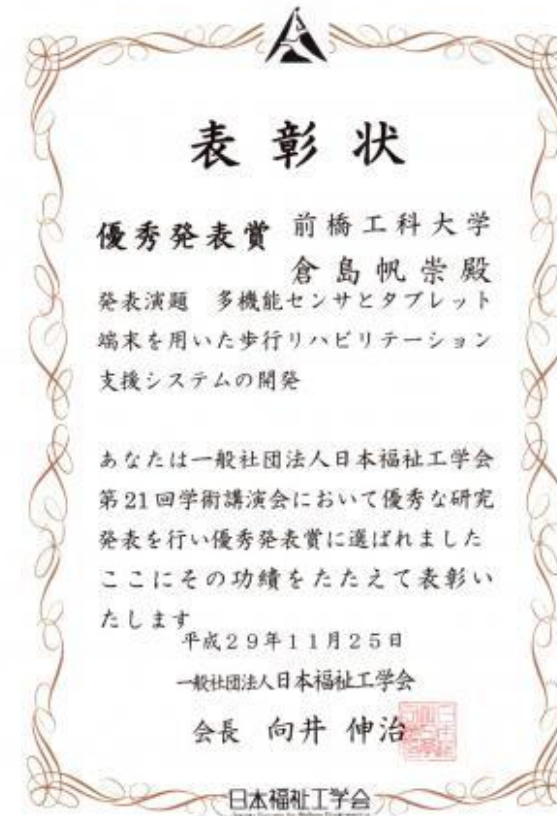 表彰状
優秀発表賞 前橋工科大学
倉島帆崇殿
発表演題 多機能センサとタブレット
端末を用いた歩行リハビリテーション
支援システムの開発
あなたは一般社団法人日本福祉工学会
第21回学術講演会において優秀な研究
発表を行い優秀発表賞に選ばれました
ここにその功績をたたえて表彰い
たします
平成29年11月25日
一般社団法人日本福祉工学会
会長 向井 伸治
日本福祉工学会